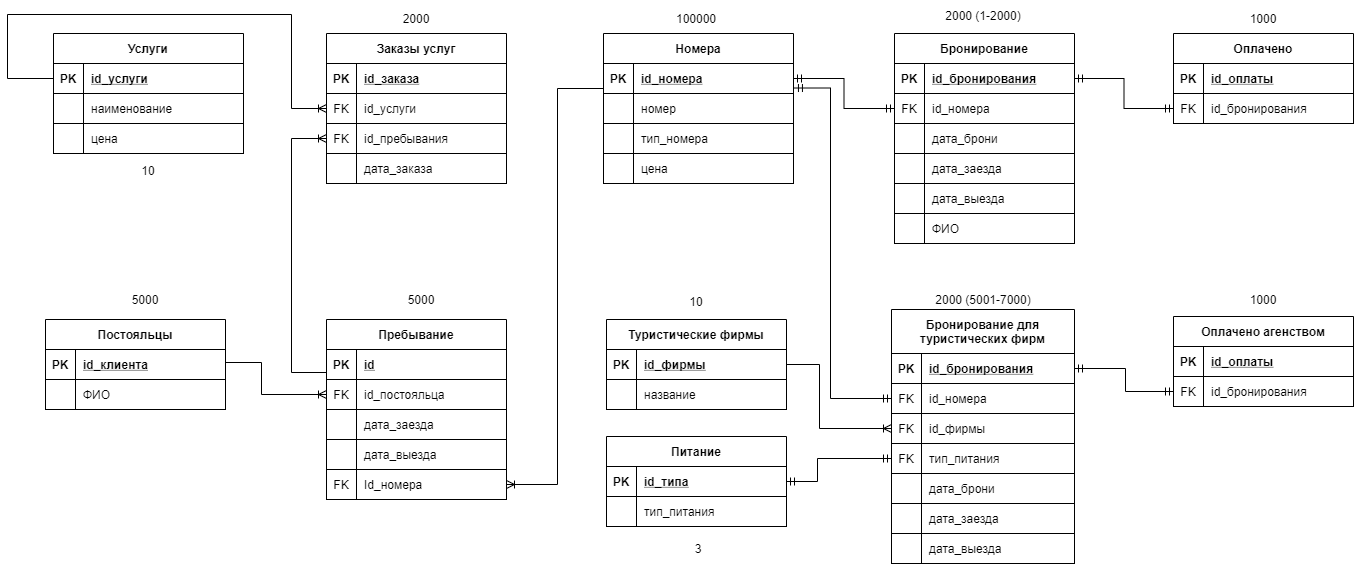 2000
100000
2000 (1-2000)
1000
Услуги
PK id_услуги
наименование
цена
10
Заказы услуг
PK id_заказа
FK id_услуги
FK id_пребывания
дата_заказа
Номера
PK id_номера
номер
тип_номера
цена
Бронирование
PK id_бронирования
FK id_номера
дата_брони
дата_заезда
дата_выезда
ФИО
Оплачено
PK id_оплаты
FK id_бронирования
5000
5000
10
2000 (5001-7000)
1000
Постояльцы
PK id_клиента
ФИО
Пребывание
PK id
FK id_постояльца
дата_заезда
дата_выезда
FK Id_номера
Туристические фирмы
PK id_фирмы
название
Питание
PK id_типа
тип_питания
3
Бронирование для
туристических фирм
PK id_бронирования
FK id_номера
FK id_фирмы
FK тип_питания
дата_брони
дата_заезда
дата_выезда
Оплачено агенством
PK id_оплаты
FK id_бронирования